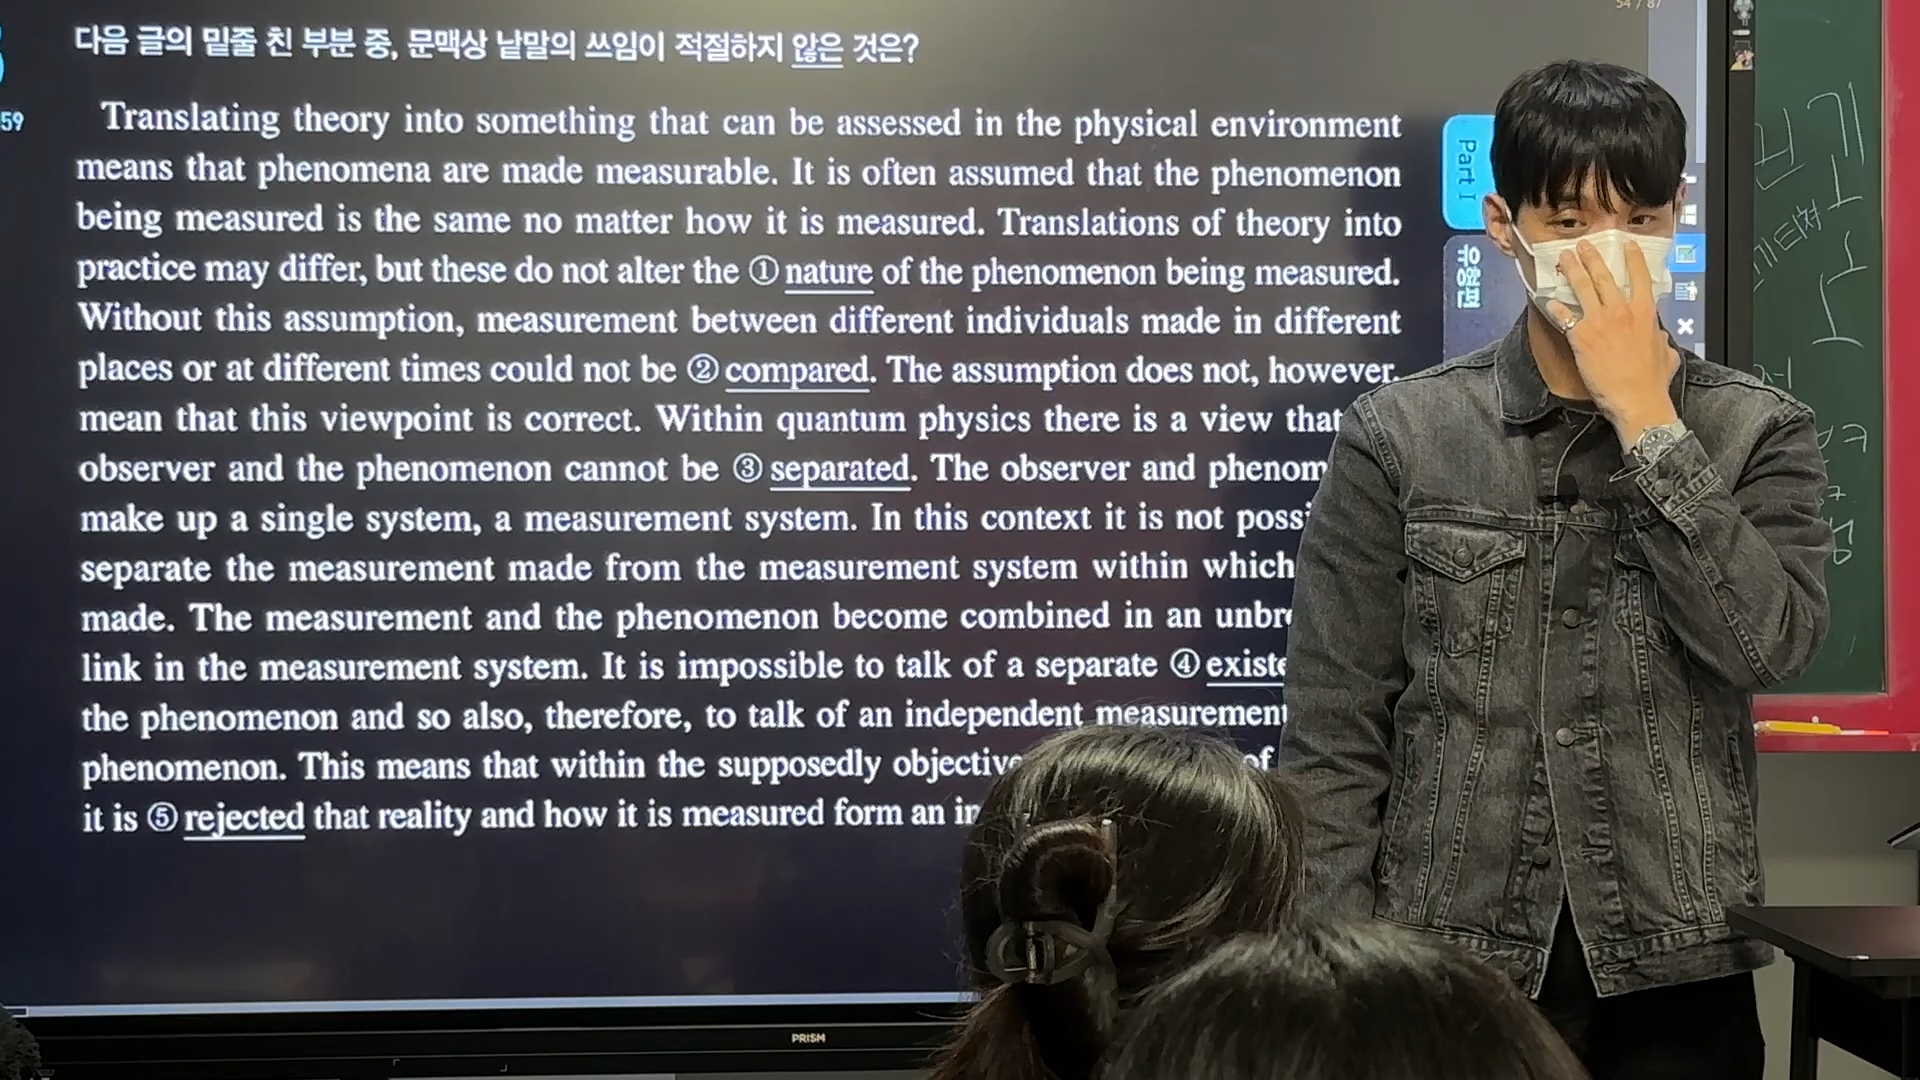 54 / 87
다음 글의 밑줄 친 부분 중, 문맥상 낱말의 쓰임이 적절하지 않은 것은?
59
Translating theory into something that can be assessed in the physical environment
means that phenomena are made measurable. It is often assumed that the phenomenon
being measured is the same no matter how it is measured. Translations of theory into
practice may differ, but these do not alter the ① nature of the phenomenon being measured.
Without this assumption, measurement between different individuals made in different
places or at different times could not be ② compared. The assumption does not, however,
mean that this viewpoint is correct. Within quantum physics there is a view that
observer and the phenomenon cannot be ③ separated. The observer and phenom
make up a single system, a measurement system. In this context it is not possi
separate the measurement made from the measurement system within which
made. The measurement and the phenomenon become combined in an unbre
link in the measurement system. It is impossible to talk of a separate ④ existe
the phenomenon and so also, therefore, to talk of an independent measurement
phenomenon. This means that within the supposedly objective of
it is ⑤ rejected that reality and how it is measured form an in
Part I
유형편
PRISM